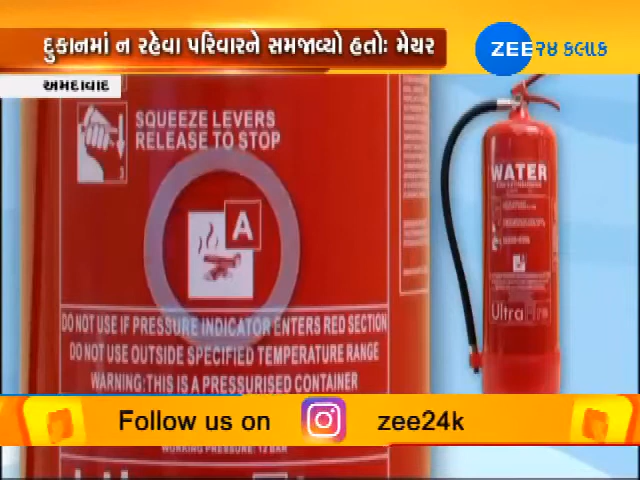 દુકાનમાં ન રહેવા પરિવારને સમજાવ્યો હતોઃ મેયર
ZEE ૨૪ કલાક
અમદાવાદ
SQUEEZE LEVERS
RELEASE TO STOP
3
A
DO NOT USE IF PRESSURE INDICATOR ENTERS RED SECTION
DO NOT USE OUTSIDE SPECIFIED TEMPERATURE RANGE
WARNING: THIS IS A PRESSURISED CONTAINER
WORKING PRESSURE: 12 BAR
WATER
Ultra
Follow us on zee24k